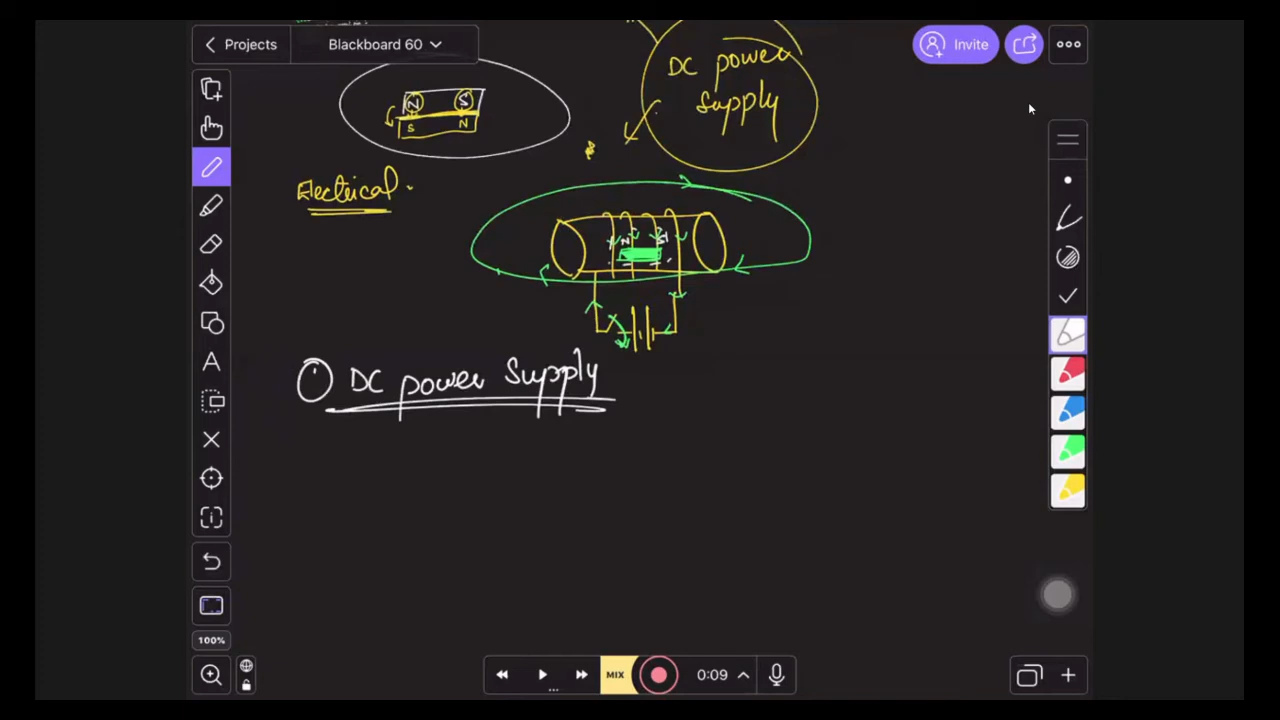 Projects
Blackboard 60
Invite
DC power
Supply
N S
S N
Electrical.
N S
① DC power Supply
A
100%
MIX
0:09